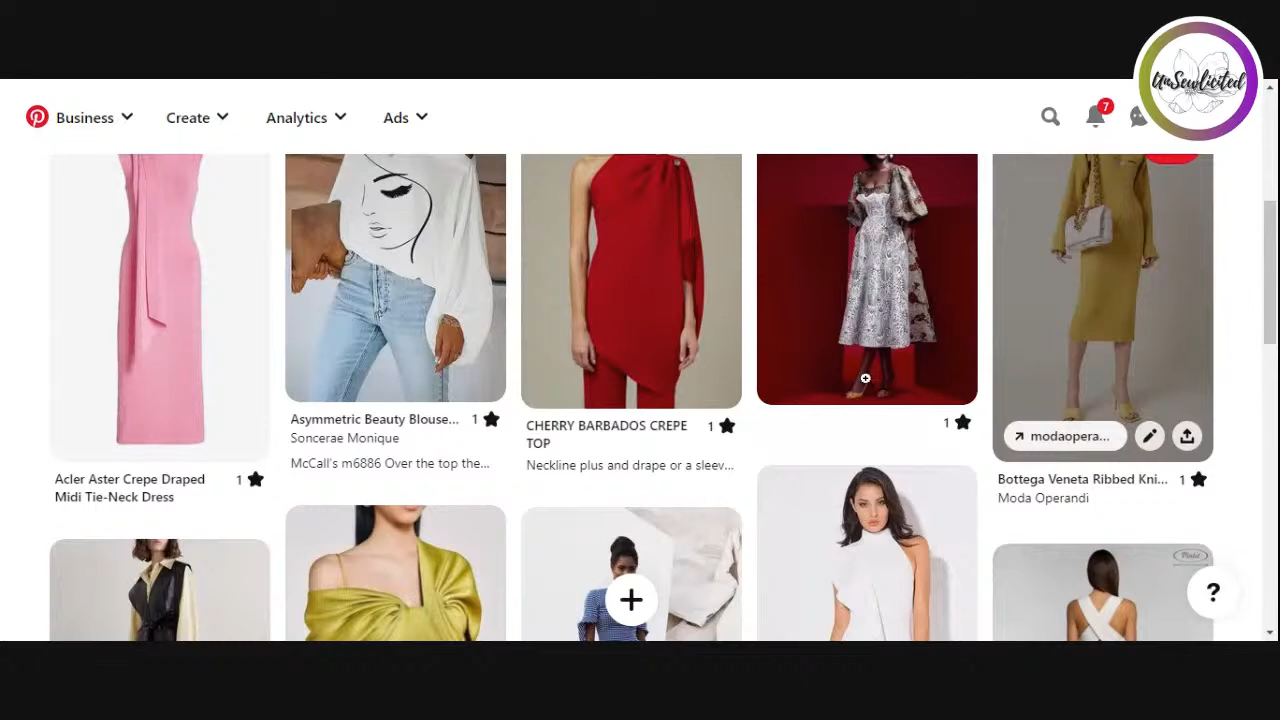 UnSewlicited
Business
Create
Analytics
Ads
7
Acler Aster Crepe Draped
Midi Tie-Neck Dress
1
Asymmetric Beauty Blouse...
1
Soncerae Monique
McCall's m6886 Over the top the...
CHERRY BARBADOS CREPE
TOP
1
Neckline plus and drape or a sleev...
1
modaopera...
Bottega Veneta Ribbed Kni...
1
Moda Operandi
?